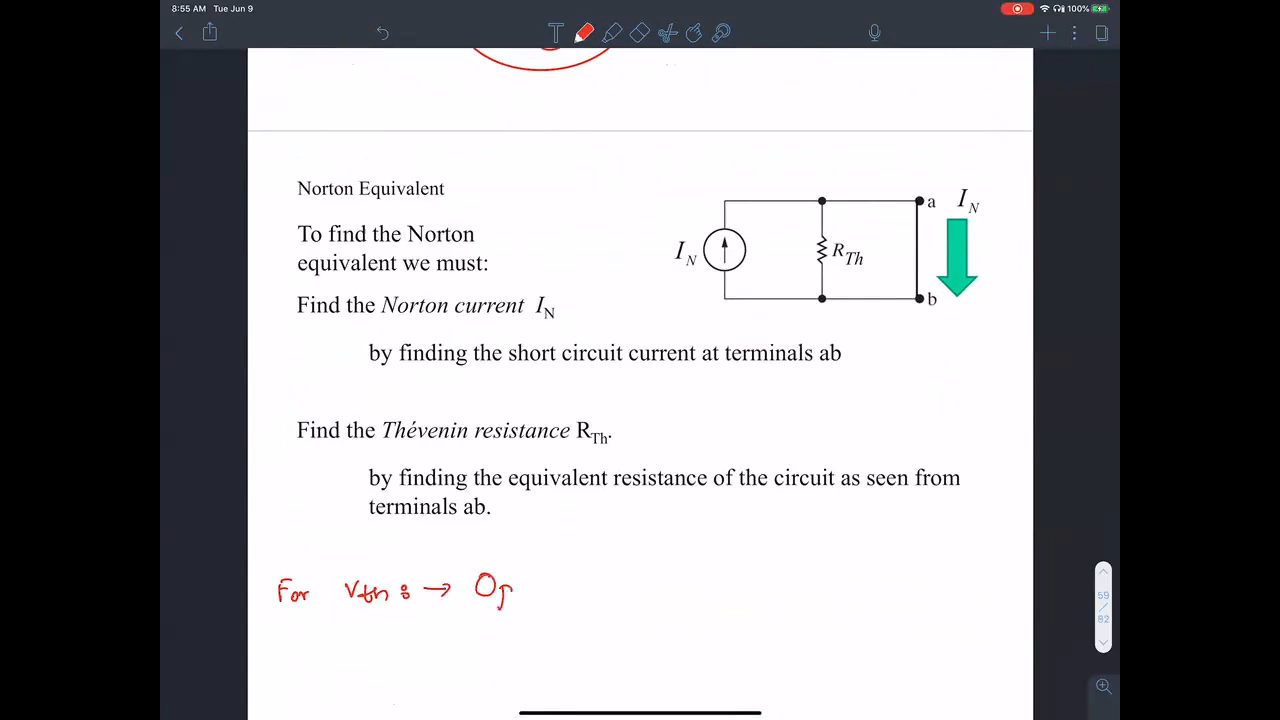 8:55 AM Tue Jun 9
100%
T
Norton Equivalent
To find the Norton
equivalent we must:
Find the Norton current I_N
by finding the short circuit current at terminals ab
I_N
R_Th
a
I_N
b
Find the Thévenin resistance R_Th.
by finding the equivalent resistance of the circuit as seen from
terminals ab.
For Vth : → Op
59
/
82